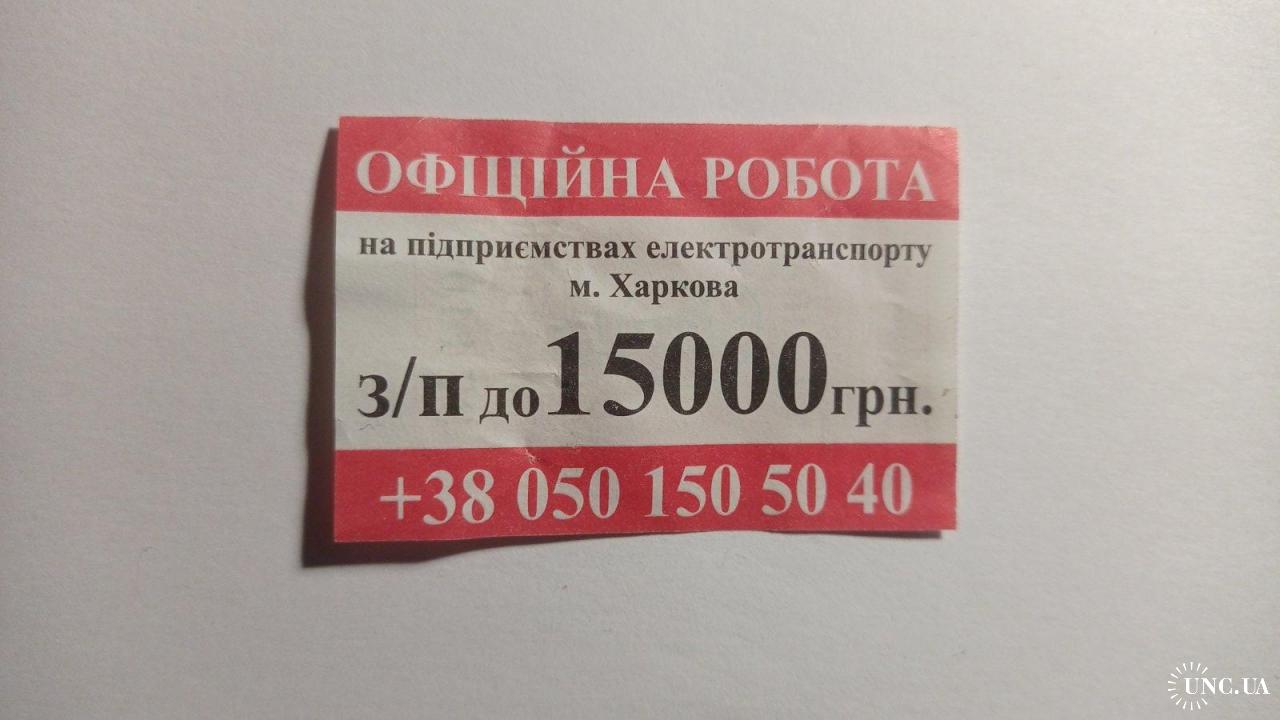 ОФІЦІЙНА РОБОТА
на підприємствах електротранспорту
м. Харкова
з/п до 15000 грн.
+38 050 150 50 40
UNC.UA